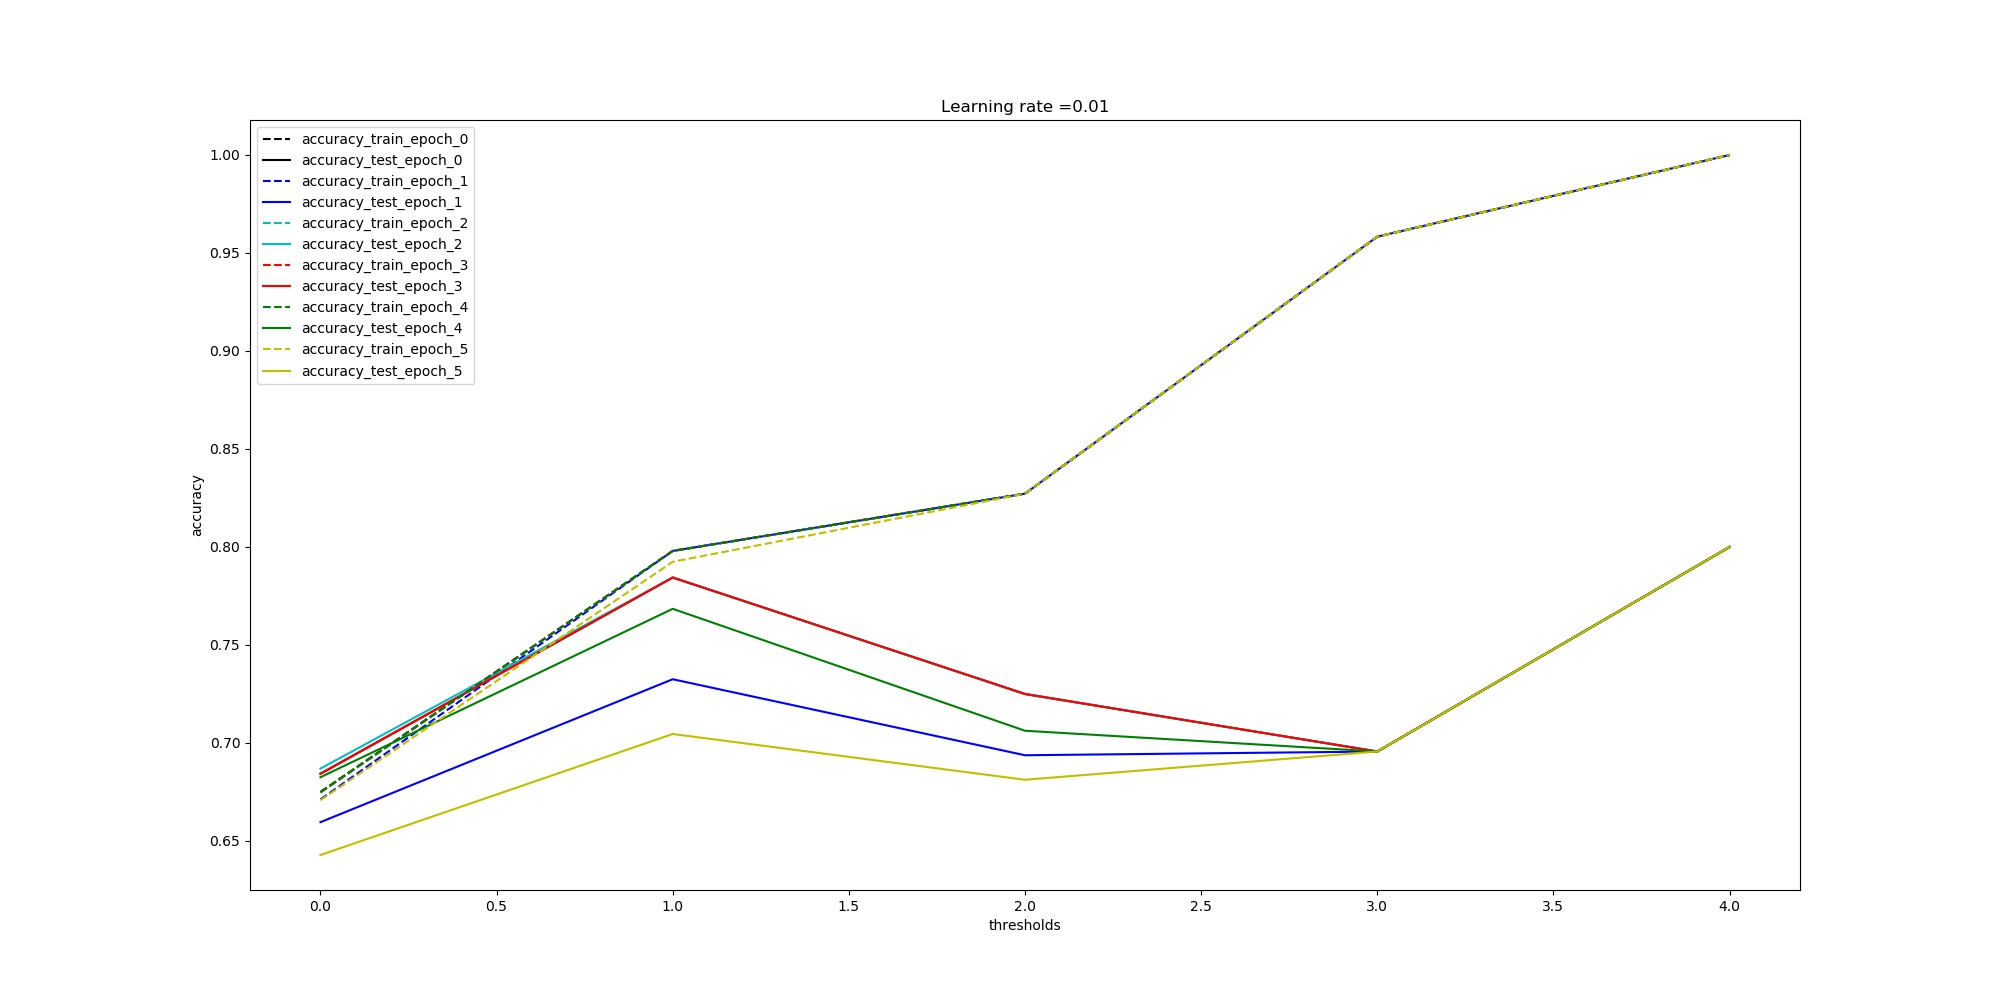 Learning rate =0.01
accuracy_train_epoch_0
accuracy_test_epoch_0
accuracy_train_epoch_1
accuracy_test_epoch_1
accuracy_train_epoch_2
accuracy_test_epoch_2
accuracy_train_epoch_3
accuracy_test_epoch_3
accuracy_train_epoch_4
accuracy_test_epoch_4
accuracy_train_epoch_5
accuracy_test_epoch_5
1.00
0.95
0.90
0.85
0.80
0.75
0.70
0.65
accuracy
0.0 0.5 1.0 1.5 2.0 2.5 3.0 3.5 4.0
thresholds